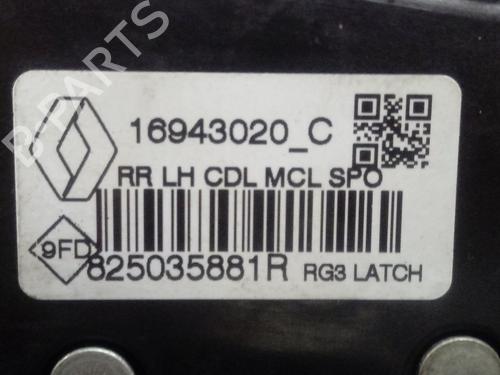 B-PARTS
16943020_C
RR LH CDL MCL SPO
9FD
825035881R RG3 LATCH